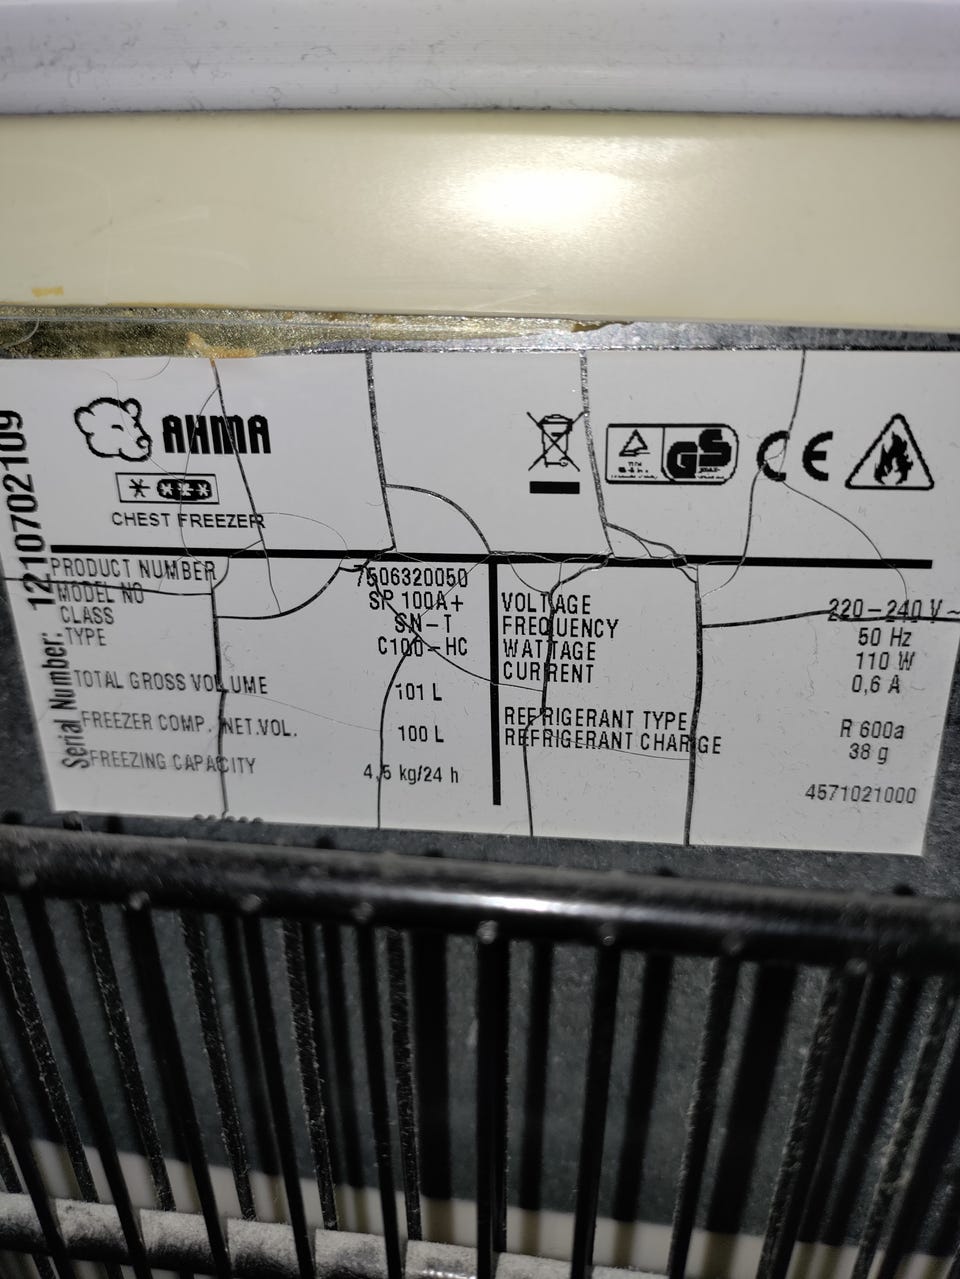 AHMA
CHEST FREEZER
GS
CE
PRODUCT NUMBER 7506320050
MODEL NO SP 100A+
CLASS SN-T
TYPE C100-HC
TOTAL GROSS VOLUME 101 L
FREEZER COMP. NET.VOL. 100 L
FREEZING CAPACITY 4,5 kg/24 h
VOLTAGE 220-240 V ~
FREQUENCY 50 Hz
WATTAGE 110 W
CURRENT 0,6 A
REFRIGERANT TYPE R 600a
REFRIGERANT CHARGE 38 g
4571021000
Serial Number: 1210702109